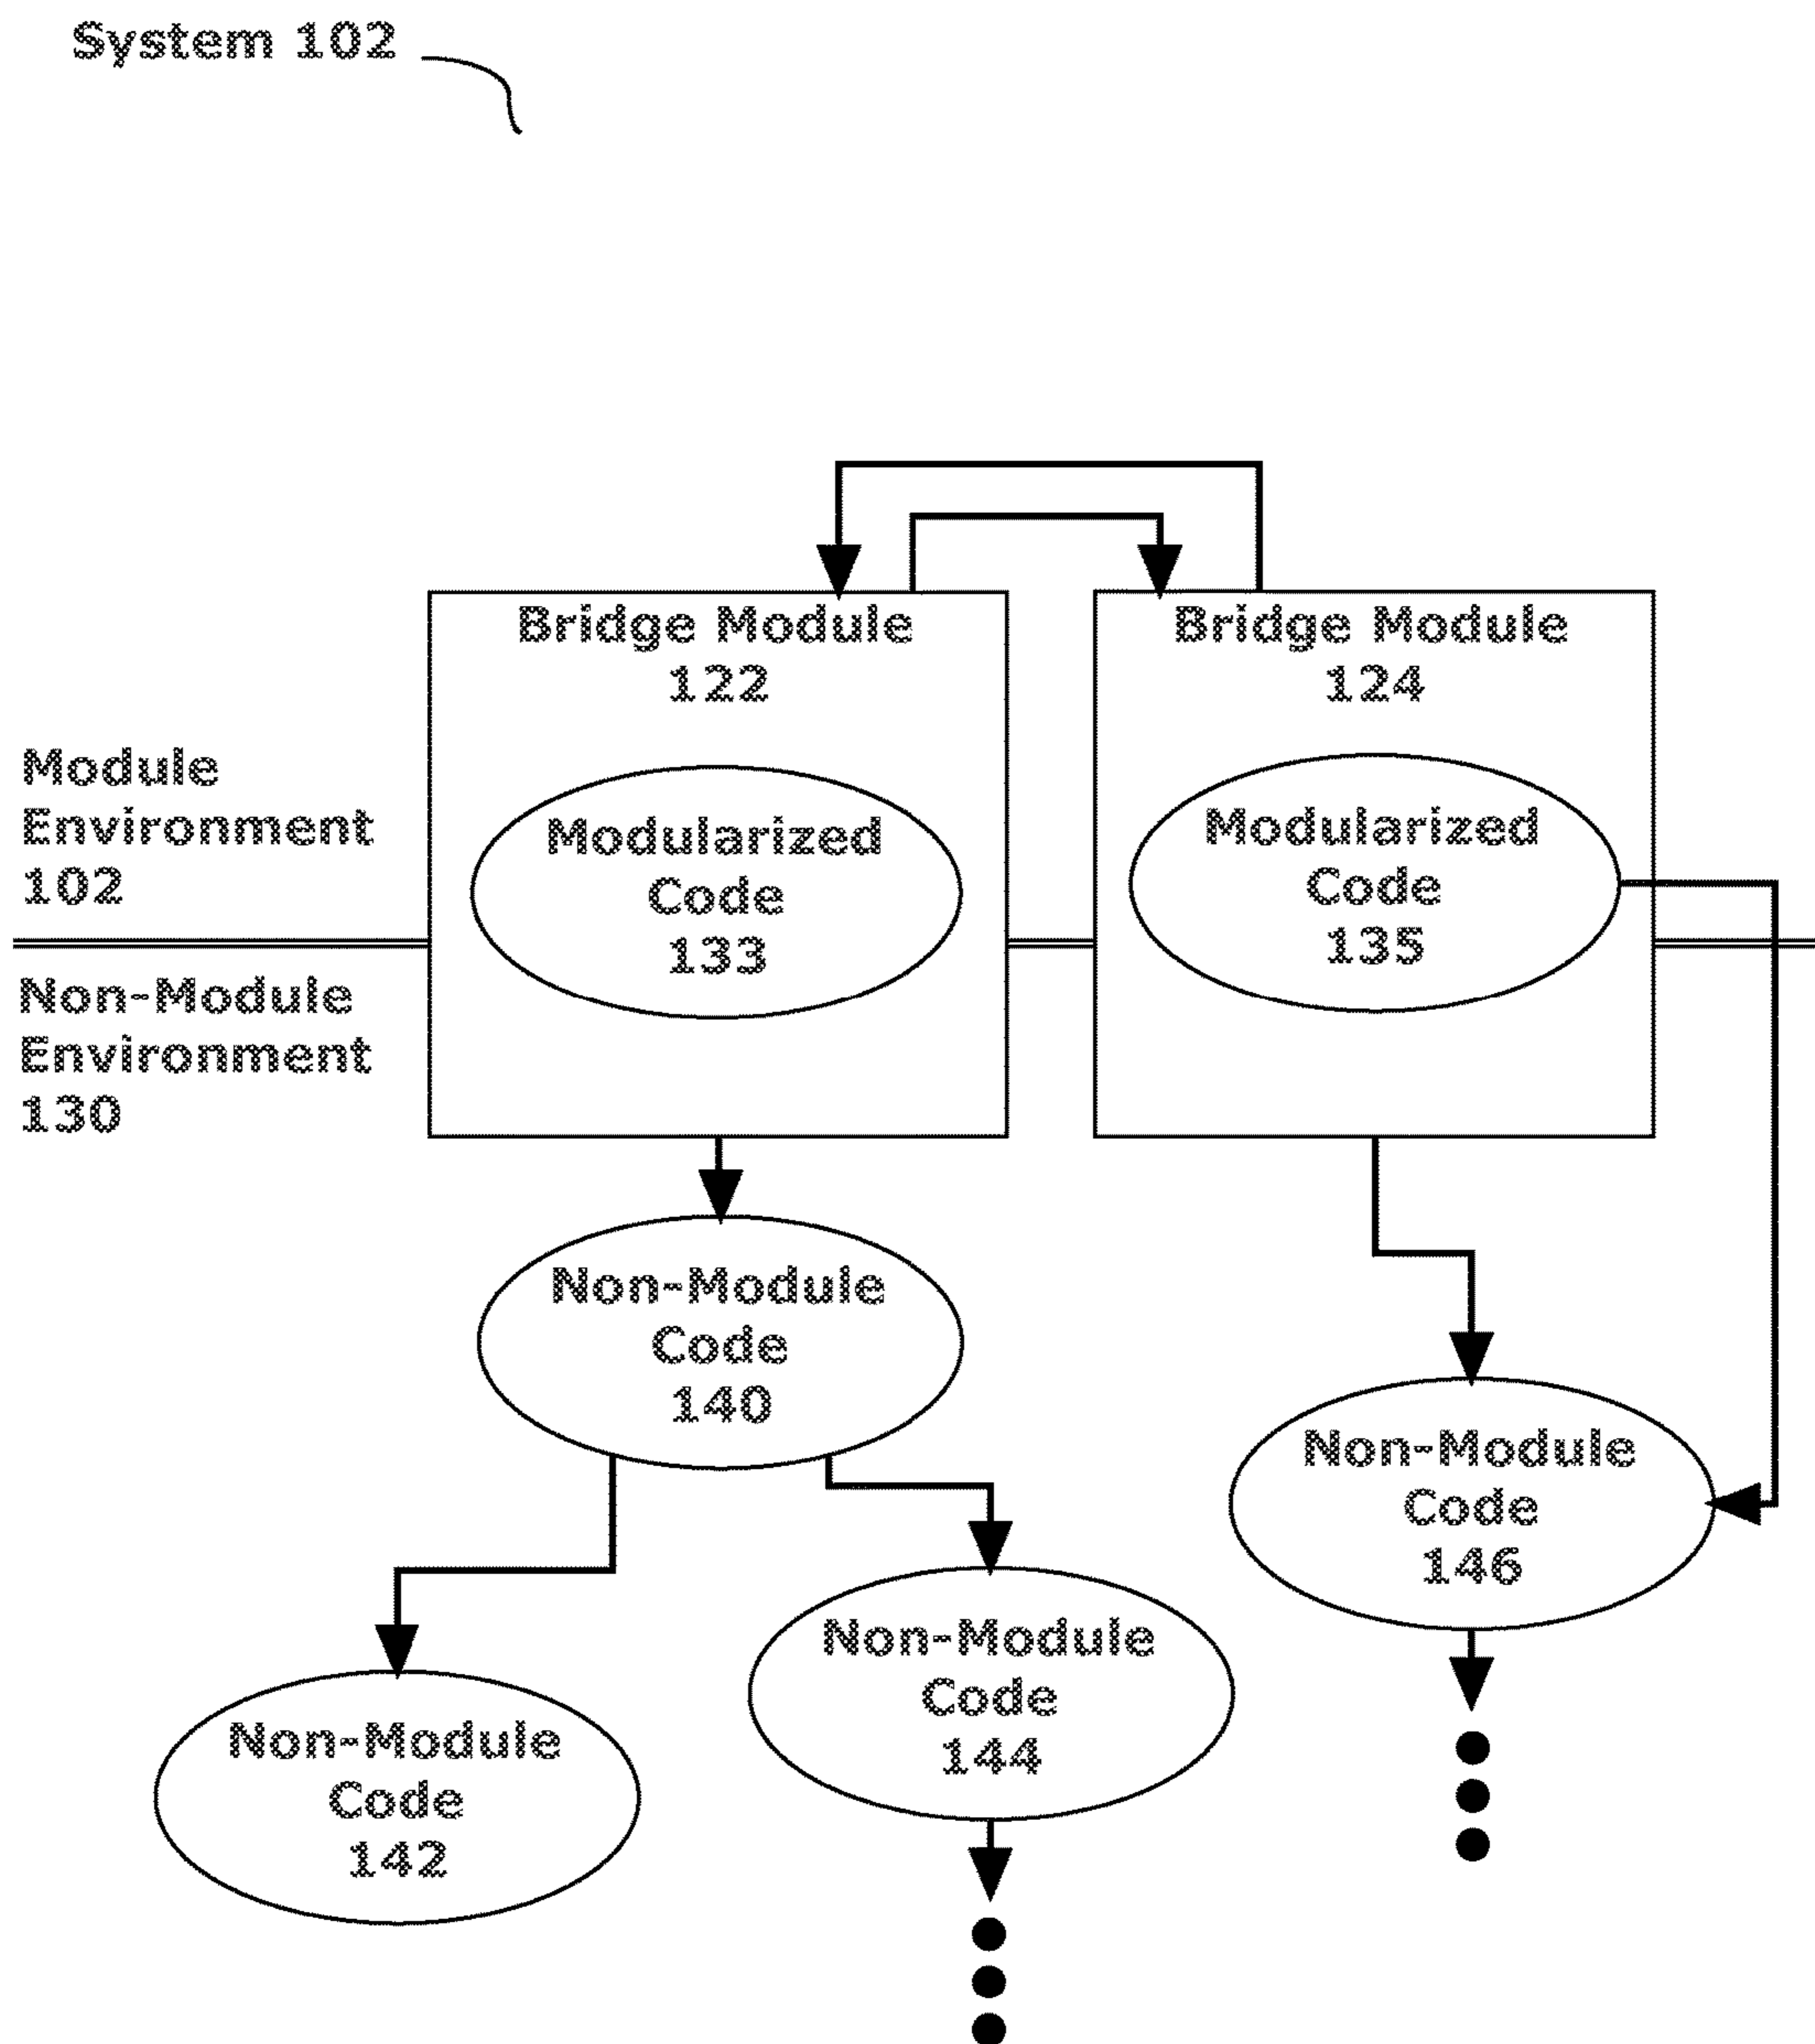 System 102
Bridge Module
122
Bridge Module
124
Module
Environment
102
Modularized
Code
133
Modularized
Code
135
Non-Module
Environment
130
Non-Module
Code
140
Non-Module
Code
146
Non-Module
Code
144
Non-Module
Code
142